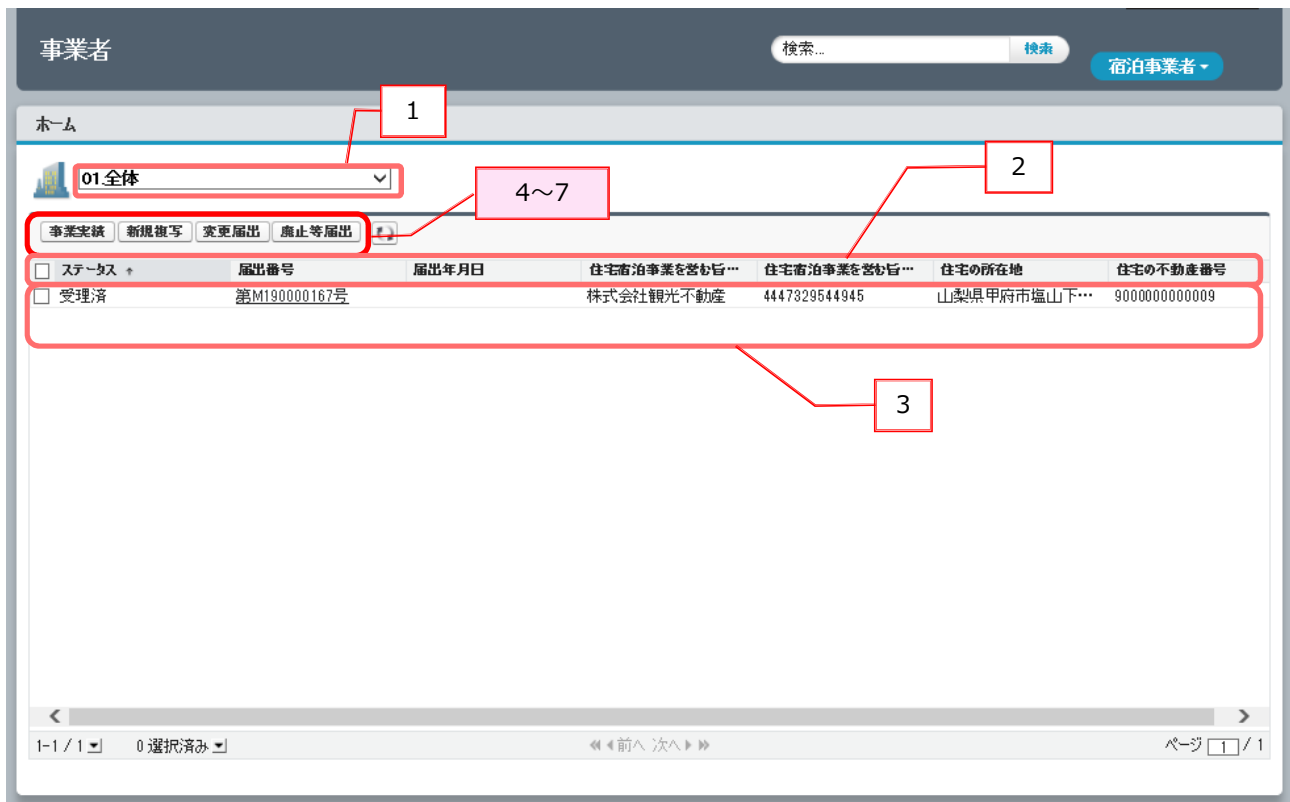 事業者
検索...
検索
宿泊事業者
1
ホーム
2
01.全体
4～7
事業実績 新規複写 変更届出 廃止等届出
ステータス 届出番号 届出年月日 住宅宿泊事業を営む旨… 住宅宿泊事業を営む旨… 住宅の所在地 住宅の不動産番号
受理済 第M190000167号 株式会社観光不動産 4447329544945 山梨県甲府市塩山下… 9000000000009
3
1-1 / 1 0 選択済み 前へ 次へ ページ 1 / 1